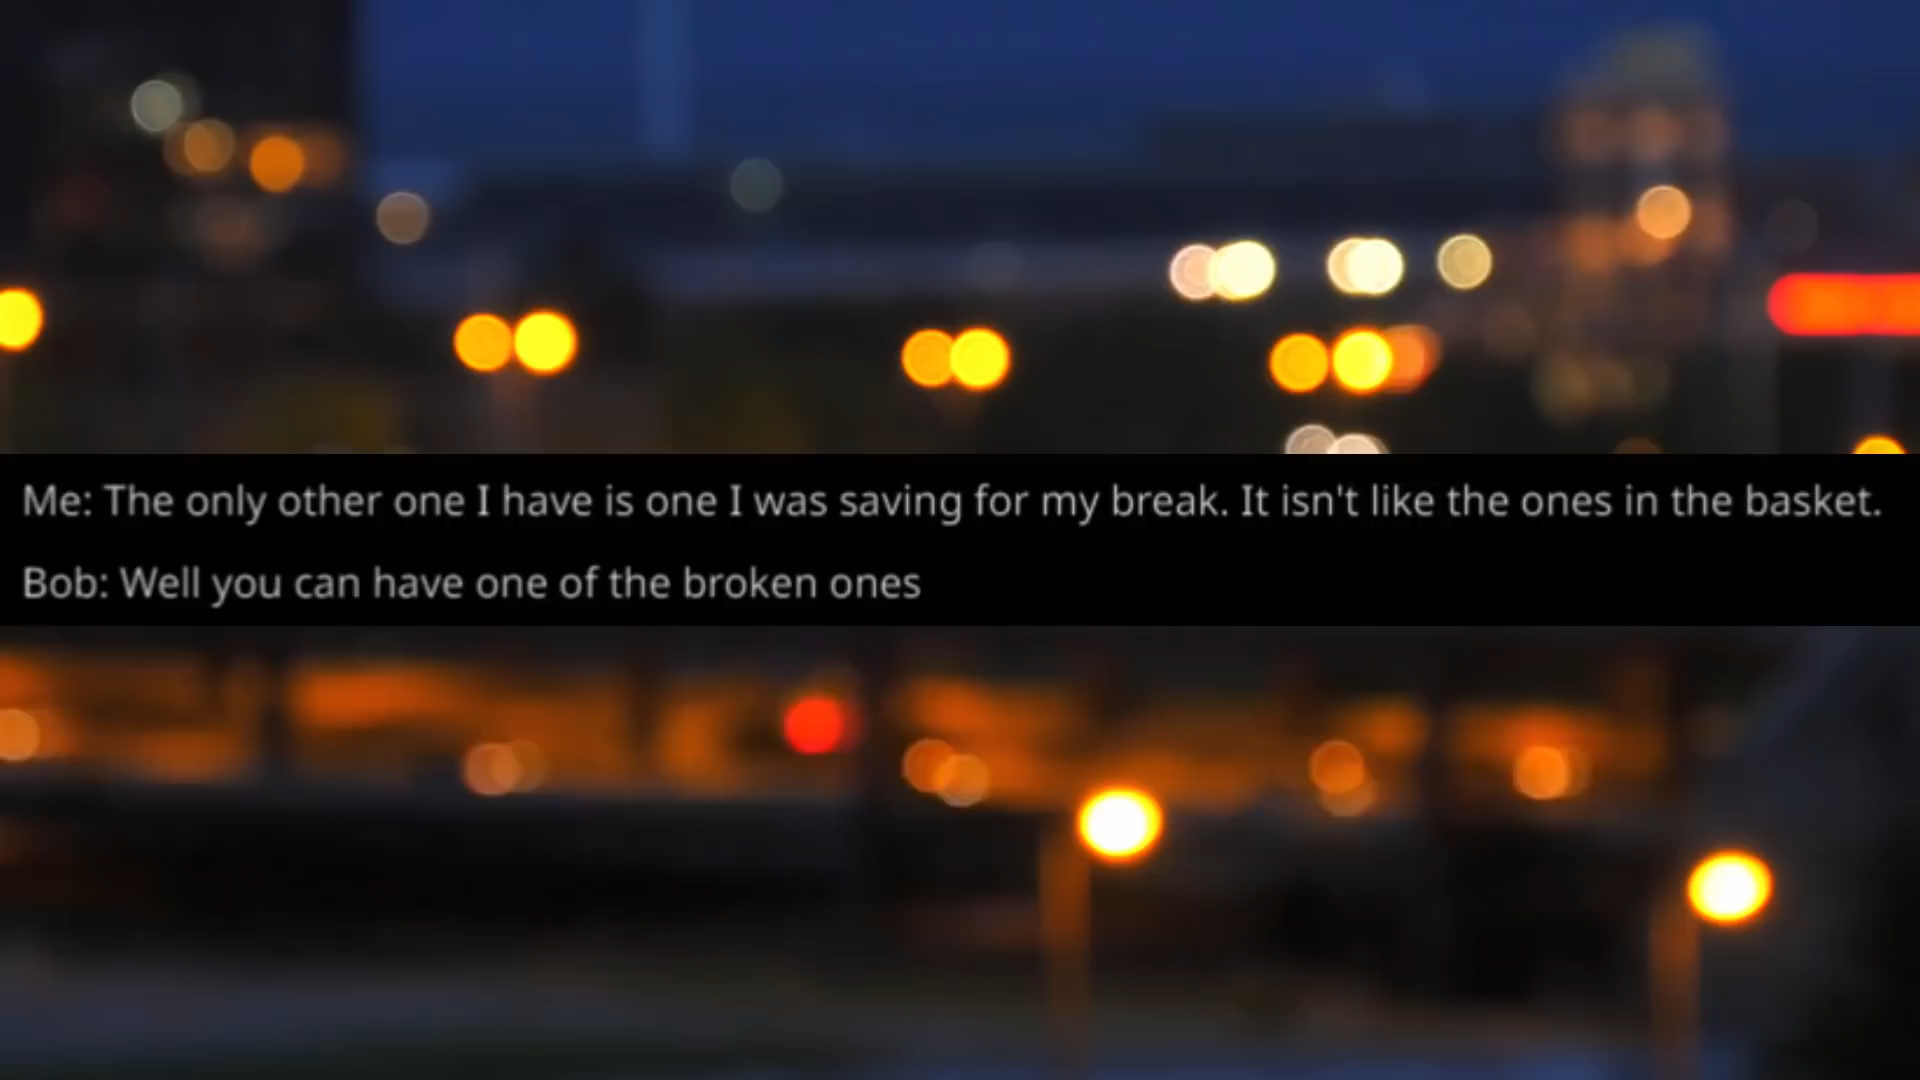 Me: The only other one I have is one I was saving for my break. It isn't like the ones in the basket.
Bob: Well you can have one of the broken ones